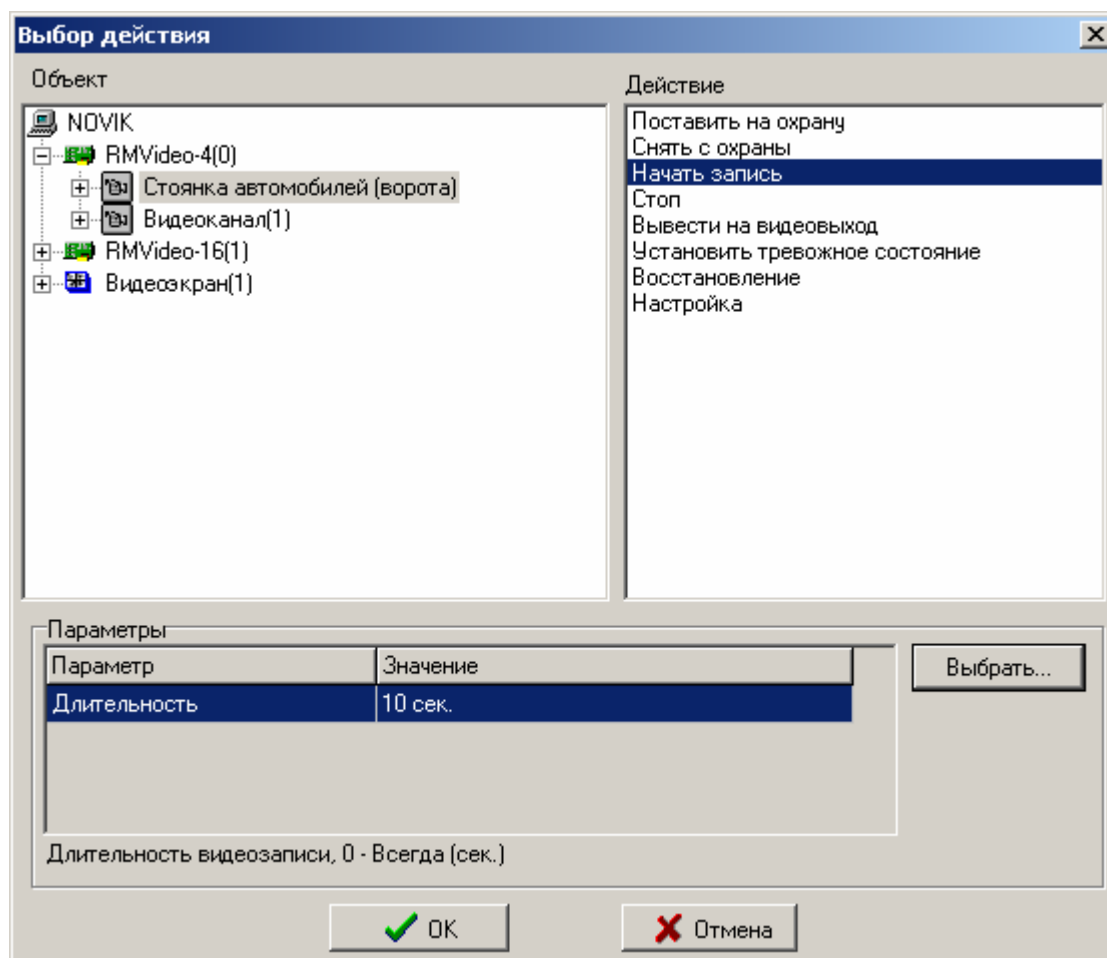 Выбор действия
Объект
NOVIK
RMVideo-4(0)
Стоянка автомобилей (ворота)
Видеоканал(1)
RMVideo-16(1)
Видеоэкран(1)
Действие
Поставить на охрану
Снять с охраны
Начать запись
Стоп
Вывести на видеовыход
Установить тревожное состояние
Восстановление
Настройка
Параметры
Параметр Значение
Длительность 10 сек.
Выбрать...
Длительность видеозаписи, 0 - Всегда (сек.)
OK Отмена